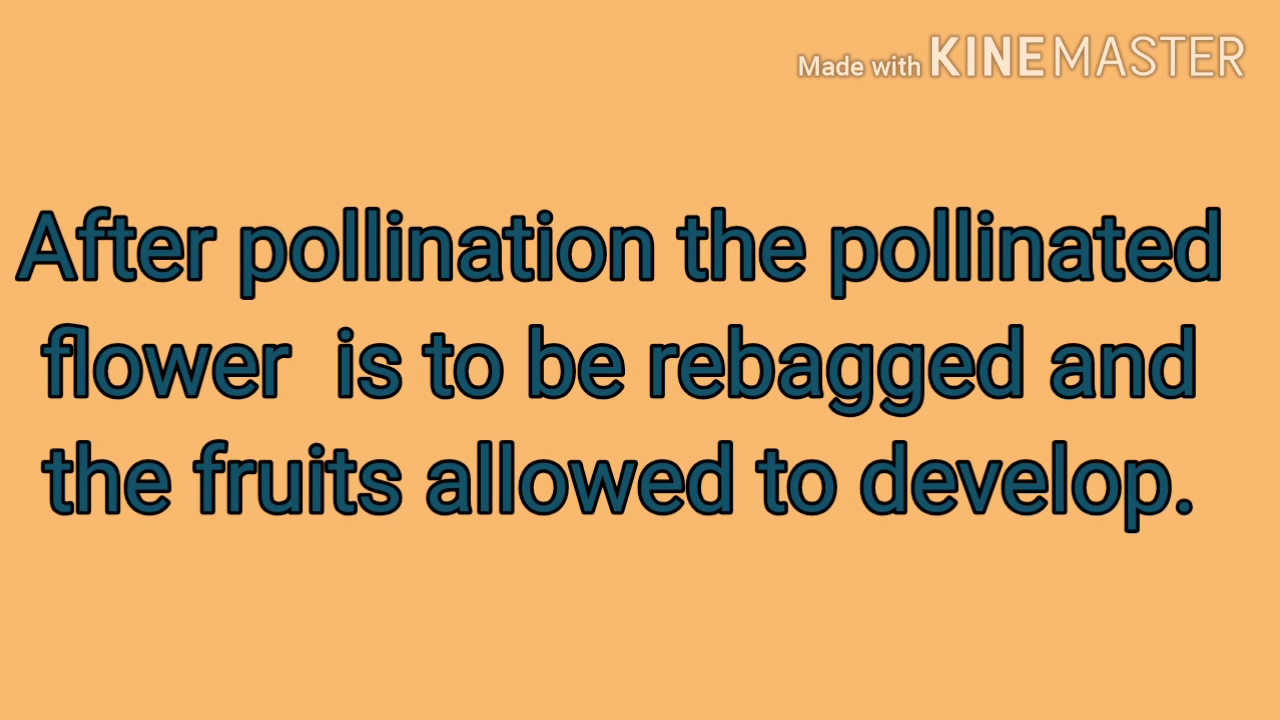 Made with KINEMASTER
After pollination the pollinated
flower  is to be rebagged and
the fruits allowed to develop.